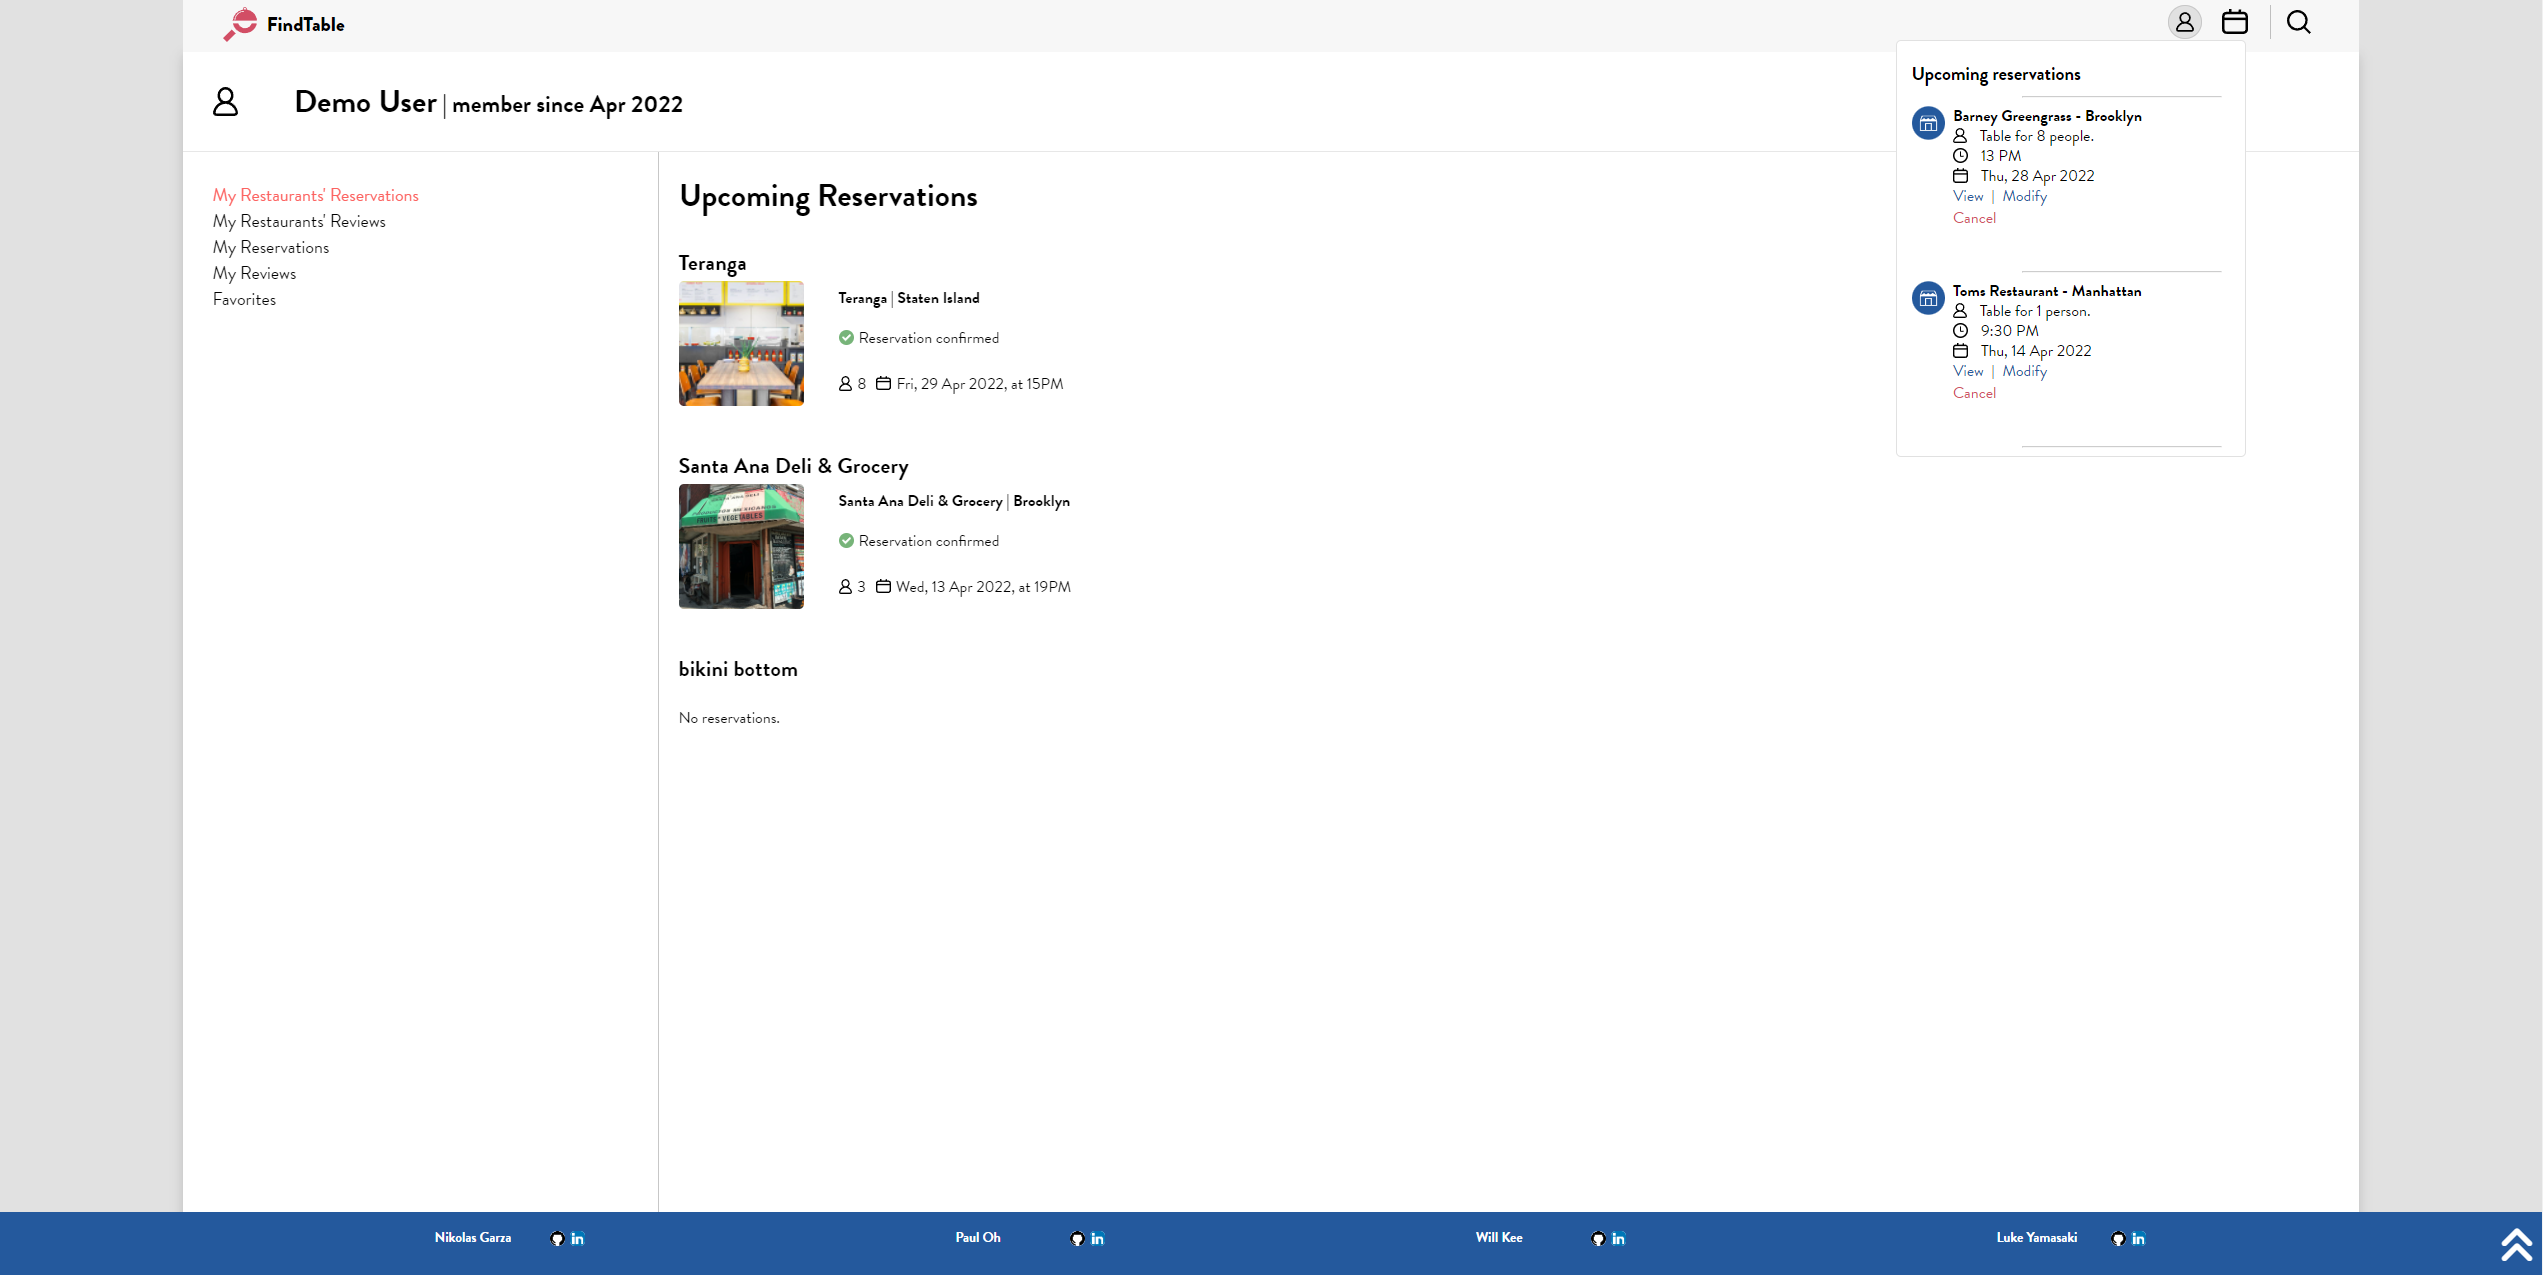 FindTable
Demo User | member since Apr 2022
My Restaurants' Reservations
My Restaurants' Reviews
My Reservations
My Reviews
Favorites
Upcoming Reservations
Teranga
Teranga | Staten Island
Reservation confirmed
8 Fri, 29 Apr 2022, at 15PM
Santa Ana Deli & Grocery
FRUITS VEGETABLES
Santa Ana Deli & Grocery | Brooklyn
Reservation confirmed
3 Wed, 13 Apr 2022, at 19PM
bikini bottom
No reservations.
Upcoming reservations
Barney Greengrass - Brooklyn
Table for 8 people.
13 PM
Thu, 28 Apr 2022
View | Modify
Cancel
Toms Restaurant - Manhattan
Table for 1 person.
9:30 PM
Thu, 14 Apr 2022
View | Modify
Cancel
Nikolas Garza in
Paul Oh in
Will Kee in
Luke Yamasaki in